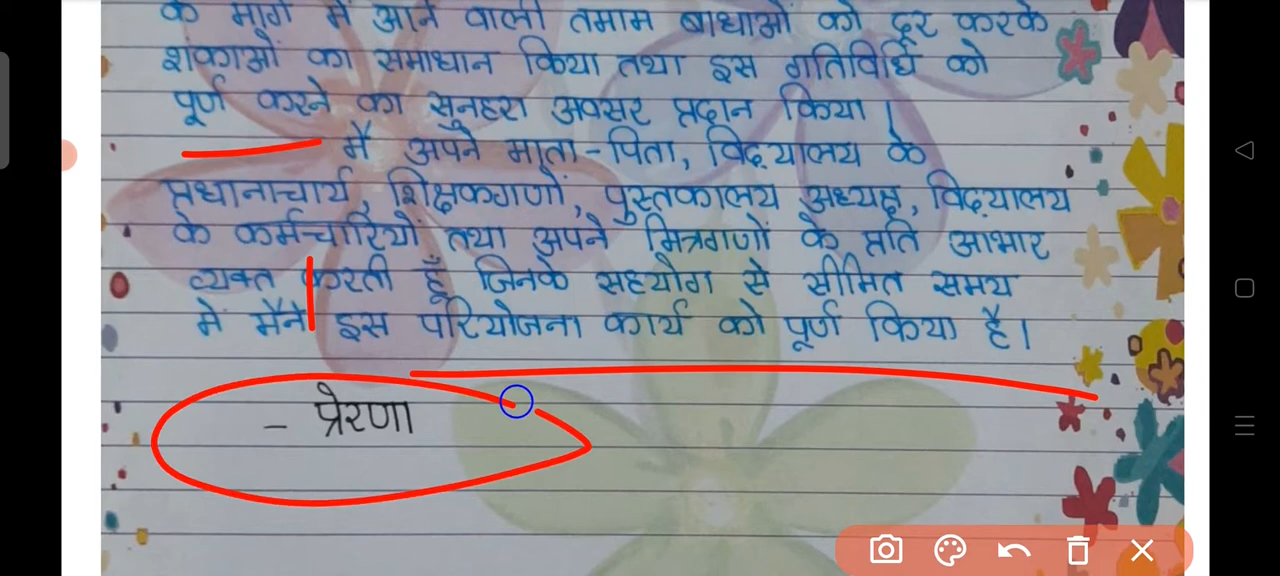 के मार्ग में आने वाली तमाम बाधाओं को दूर करके
शंकाओं का समाधान किया तथा इस गतिविधि को
पूर्ण करने का सुनहरा अवसर प्रदान किया।
मैं अपने माता-पिता, विद्यालय के
प्रधानाचार्य, शिक्षकगणों, पुस्तकालय अध्यक्ष, विद्यालय
के कर्मचारियों तथा अपने मित्रगणों के प्रति आभार
व्यक्त करती हूँ जिनके सहयोग से सीमित समय
में मैंने इस परियोजना कार्य को पूर्ण किया है।
- प्रेरणा